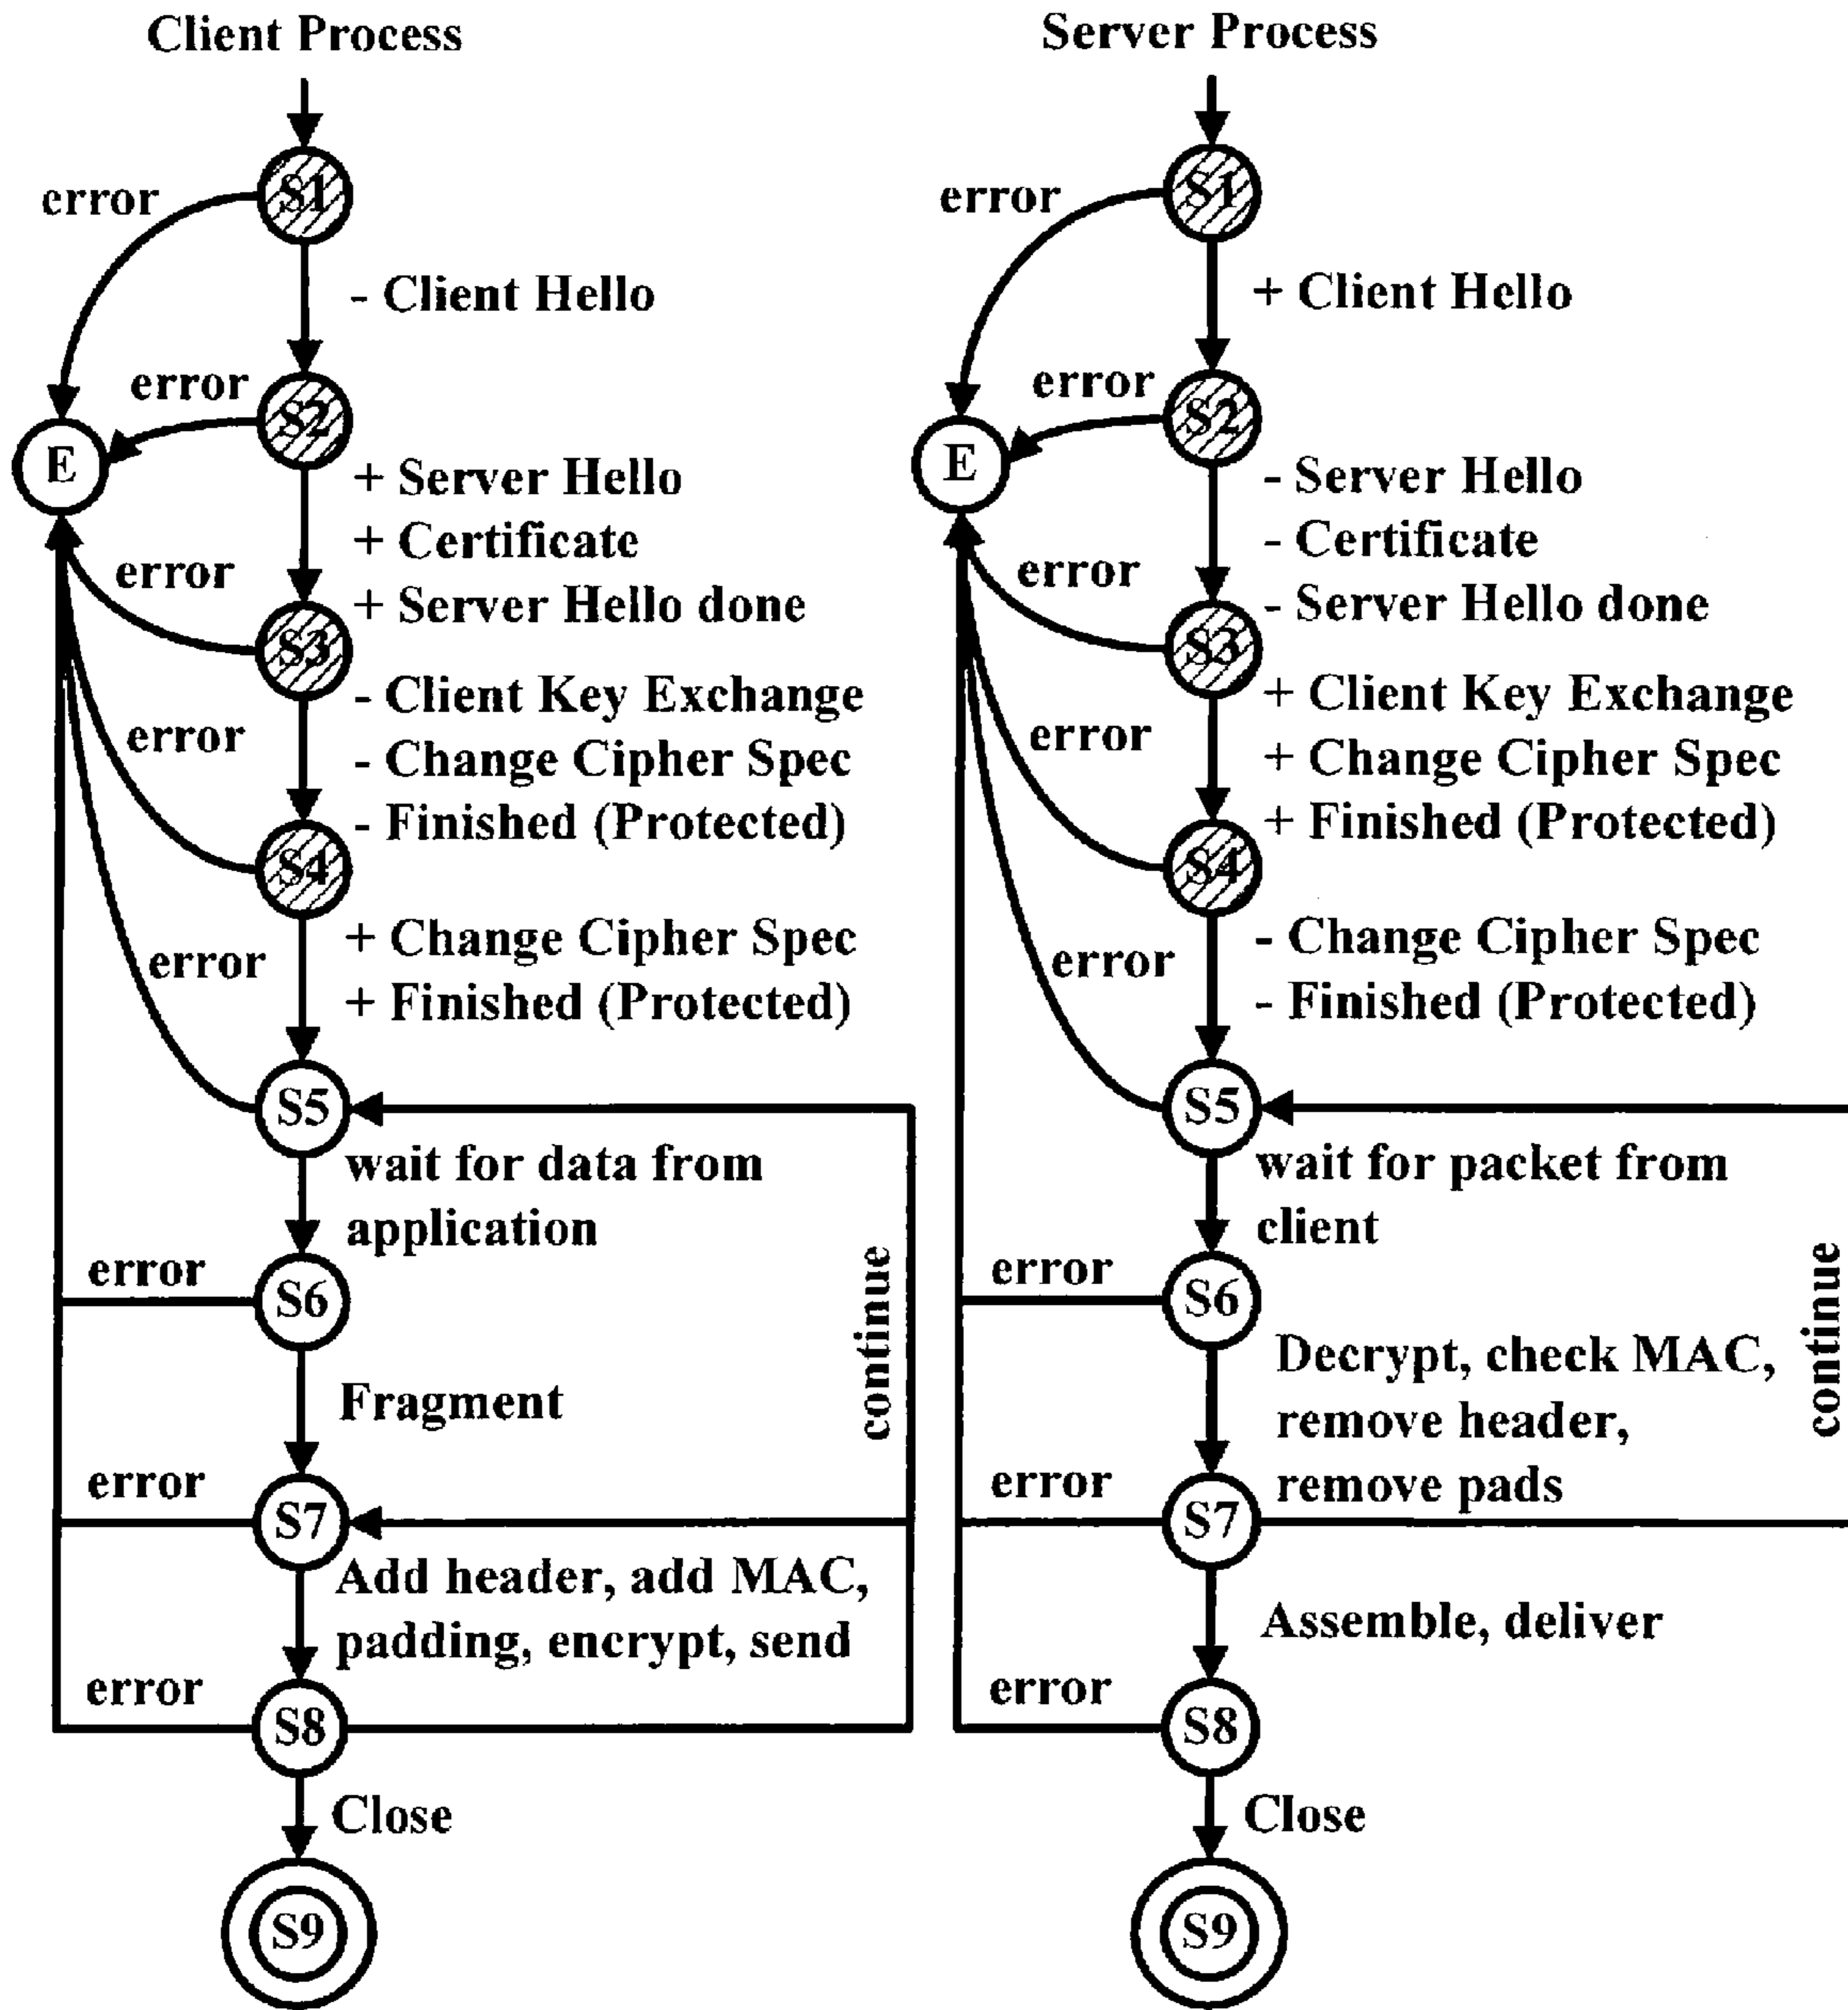 Client Process
S1
error
- Client Hello
error
S2
E
+ Server Hello
+ Certificate
error
+ Server Hello done
S3
- Client Key Exchange
error
- Change Cipher Spec
- Finished (Protected)
S4
+ Change Cipher Spec
error
+ Finished (Protected)
S5
wait for data from
application
error
S6
continue
Fragment
error
S7
Add header, add MAC,
padding, encrypt, send
error
S8
Close
S9
Server Process
S1
error
+ Client Hello
error
S2
E
- Server Hello
- Certificate
error
- Server Hello done
S3
+ Client Key Exchange
error
+ Change Cipher Spec
+ Finished (Protected)
S4
- Change Cipher Spec
error
- Finished (Protected)
S5
wait for packet from
client
error
S6
continue
Decrypt, check MAC,
remove header,
remove pads
error
S7
Assemble, deliver
error
S8
Close
S9